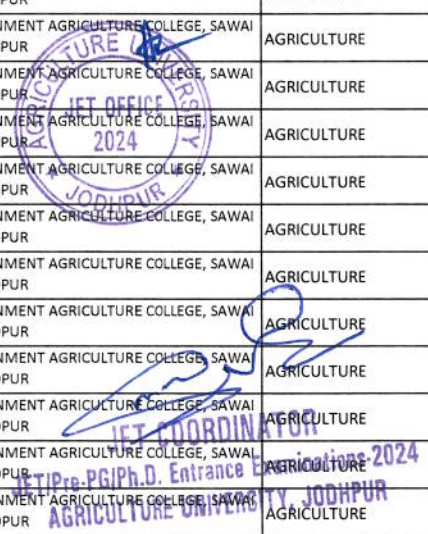 PUR
NMENT AGRICULTURE COLLEGE, SAWAI
PUR
AGRICULTURE
NMENT AGRICULTURE COLLEGE, SAWAI
PUR
AGRICULTURE
NMENT AGRICULTURE COLLEGE, SAWAI
PUR
AGRICULTURE
NMENT AGRICULTURE COLLEGE, SAWAI
PUR
AGRICULTURE
NMENT AGRICULTURE COLLEGE, SAWAI
PUR
AGRICULTURE
NMENT AGRICULTURE COLLEGE, SAWAI
PUR
AGRICULTURE
NMENT AGRICULTURE COLLEGE, SAWAI
PUR
AGRICULTURE
NMENT AGRICULTURE COLLEGE, SAWAI
PUR
AGRICULTURE
NMENT AGRICULTURE COLLEGE, SAWAI
PUR
AGRICULTURE
NMENT AGRICULTURE COLLEGE, SAWAI
PUR
AGRICULTURE
NMENT AGRICULTURE COLLEGE, SAWAI
PUR
AGRICULTURE
AGRICULTURE UNIVERSITY
JET OFFICE
2024
JODHPUR
JET COORDINATOR
JET/Pre-PG/Ph.D. Entrance Examinations-2024
AGRICULTURE UNIVERSITY, JODHPUR